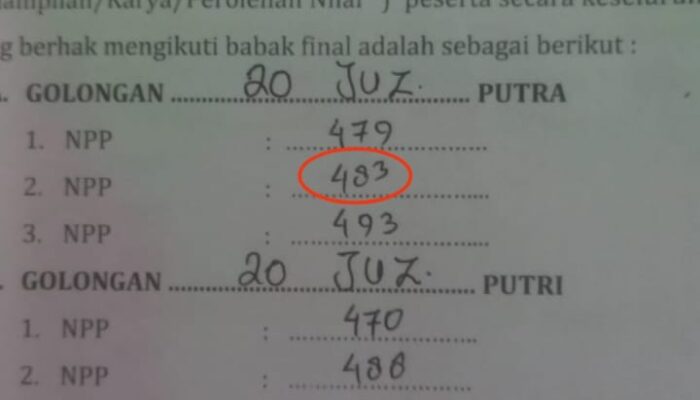 g berhak mengikuti babak final adalah sebagai berikut :
GOLONGAN 20 JUZ. PUTRA
1. NPP : 479
2. NPP : 483
3. NPP : 493
GOLONGAN 20 JUZ. PUTRI
1. NPP : 470
2. NPP : 488